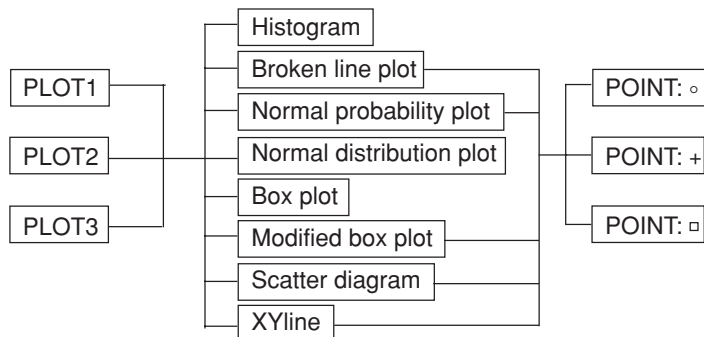 PLOT1
PLOT2
PLOT3
Histogram
Broken line plot
Normal probability plot
Normal distribution plot
Box plot
Modified box plot
Scatter diagram
XYline
POINT: ○
POINT: +
POINT: □